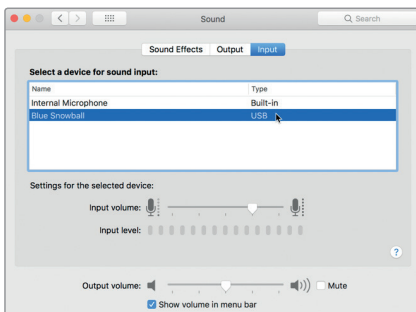 Sound
Search
Sound Effects Output Input
Select a device for sound input:
Name Type
Internal Microphone Built-in
Blue Snowball USB
Settings for the selected device:
Input volume:
Input level:
?
Output volume: Mute
Show volume in menu bar